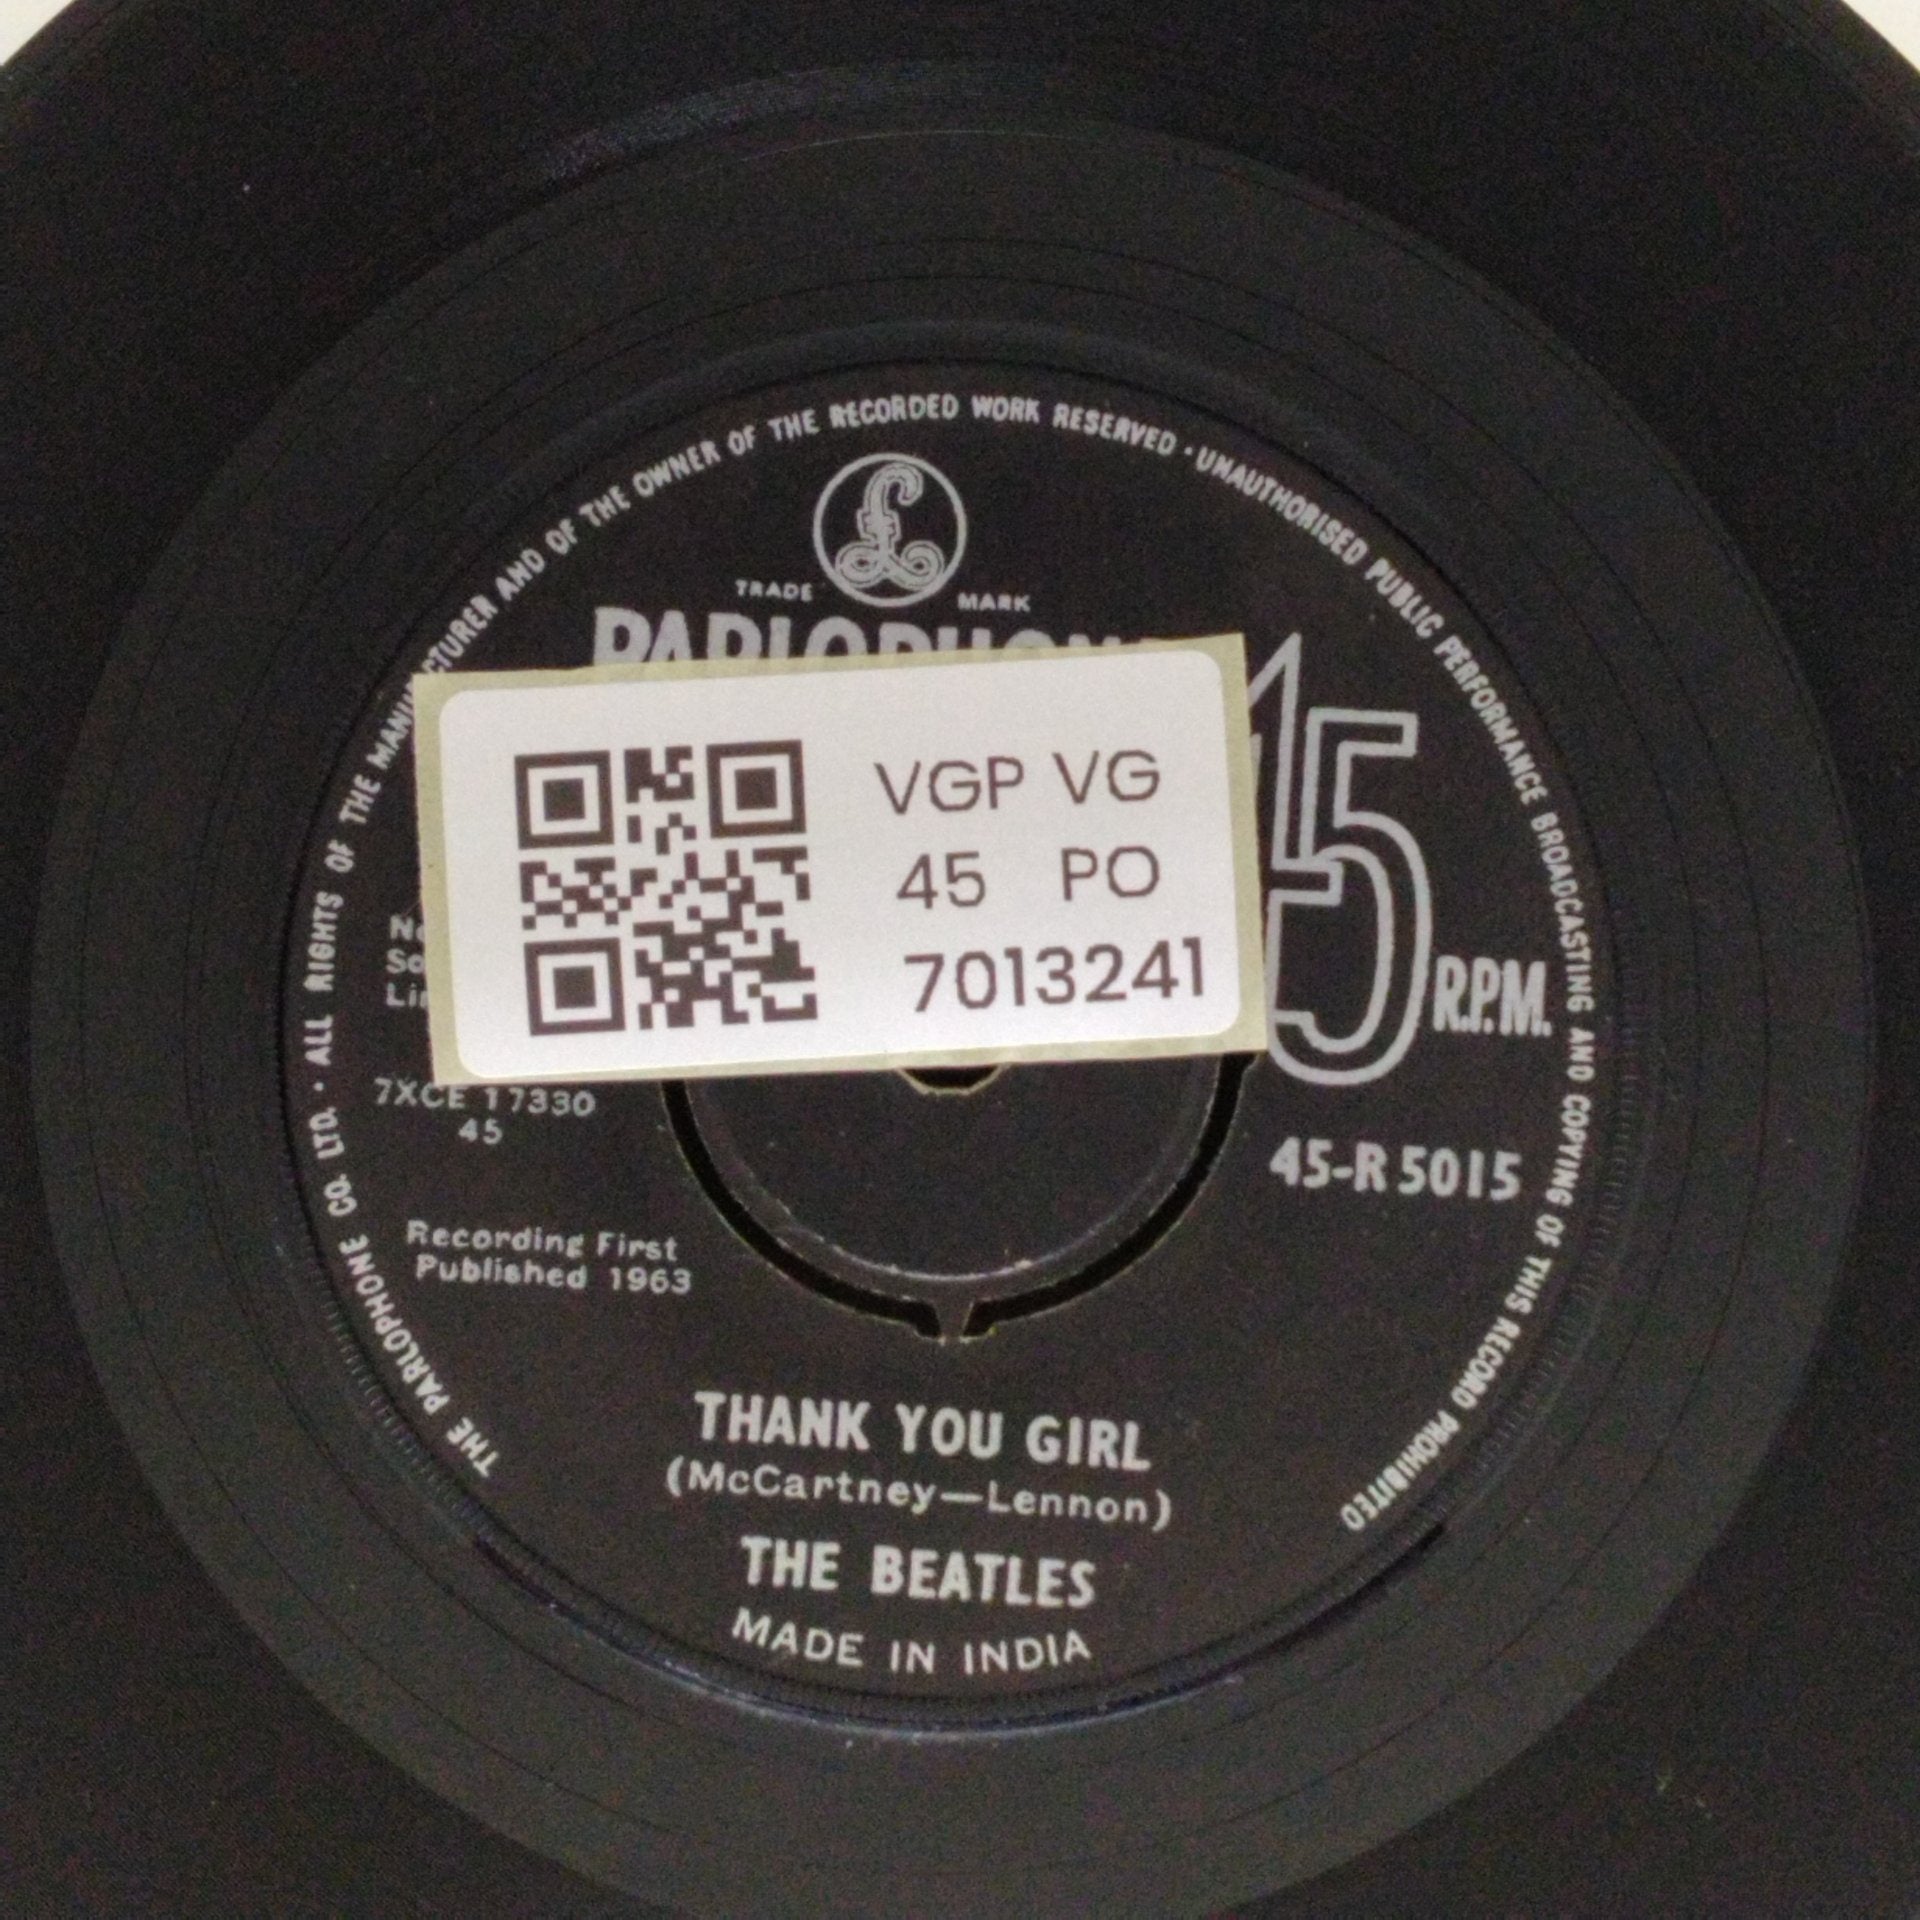 THE PARLOPHONE CO. LTD. · ALL RIGHTS OF THE MANUFACTURER AND OF THE OWNER OF THE RECORDED WORK RESERVED · UNAUTHORISED PUBLIC PERFORMANCE BROADCASTING AND COPYING OF THIS RECORD PROHIBITED
TRADE MARK
PARLOPHONE
45
R.P.M.
VGP VG
45 PO
7013241
7XCE 17330
45
45-R 5015
Recording First
Published 1963
THANK YOU GIRL
(McCartney—Lennon)
THE BEATLES
MADE IN INDIA